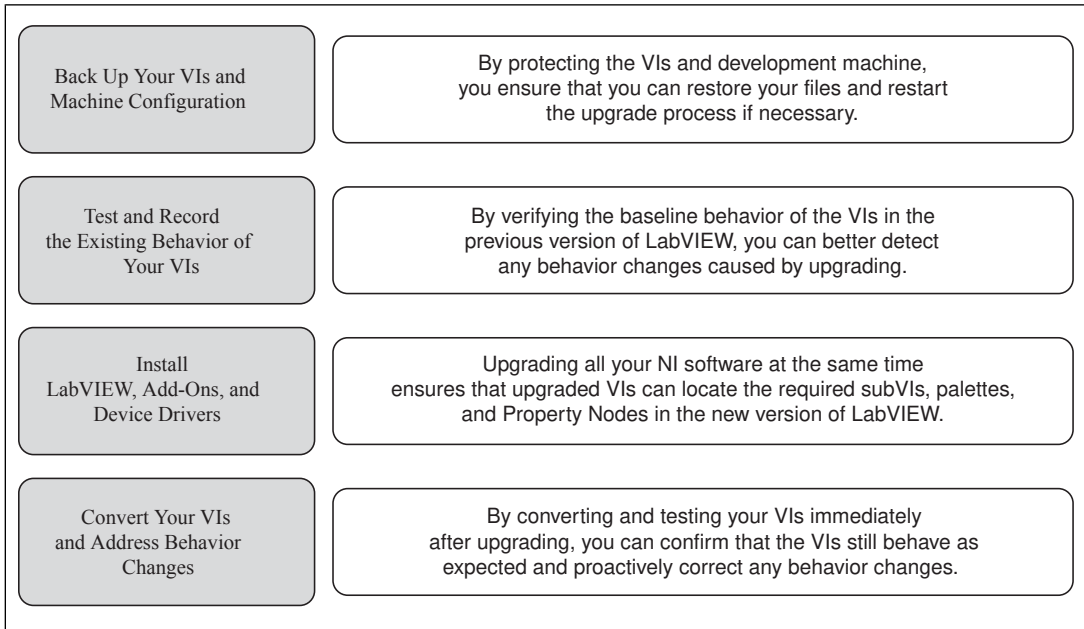 Back Up Your VIs and
Machine Configuration
By protecting the VIs and development machine,
you ensure that you can restore your files and restart
the upgrade process if necessary.
Test and Record
the Existing Behavior of
Your VIs
By verifying the baseline behavior of the VIs in the
previous version of LabVIEW, you can better detect
any behavior changes caused by upgrading.
Install
LabVIEW, Add-Ons, and
Device Drivers
Upgrading all your NI software at the same time
ensures that upgraded VIs can locate the required subVIs, palettes,
and Property Nodes in the new version of LabVIEW.
Convert Your VIs
and Address Behavior
Changes
By converting and testing your VIs immediately
after upgrading, you can confirm that the VIs still behave as
expected and proactively correct any behavior changes.